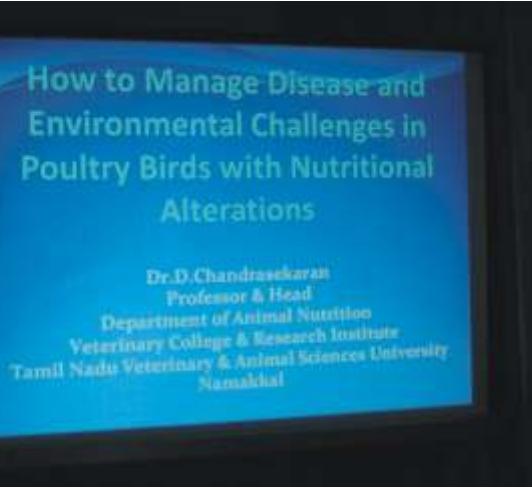 How to Manage Disease and
Environmental Challenges in
Poultry Birds with Nutritional
Alterations
Dr.D.Chandrasekaran
Professor & Head
Department of Animal Nutrition
Veterinary College & Research Institute
Tamil Nadu Veterinary & Animal Sciences University
Namakkal